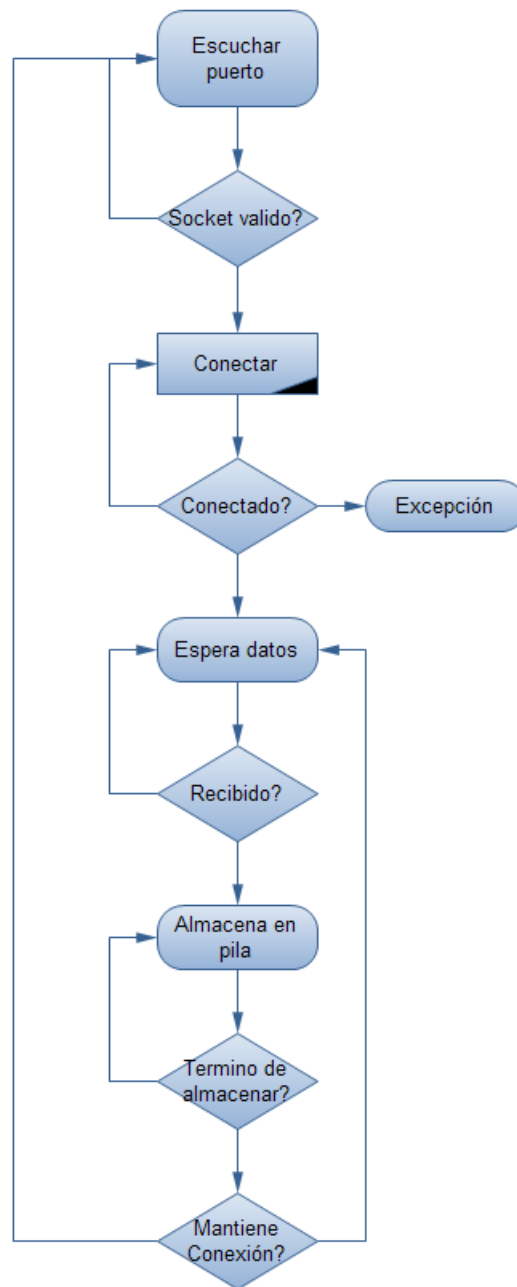 Escuchar
puerto
Socket valido?
Conectar
Conectado?
Excepción
Espera datos
Recibido?
Almacena en
pila
Termino de
almacenar?
Mantiene
Conexión?